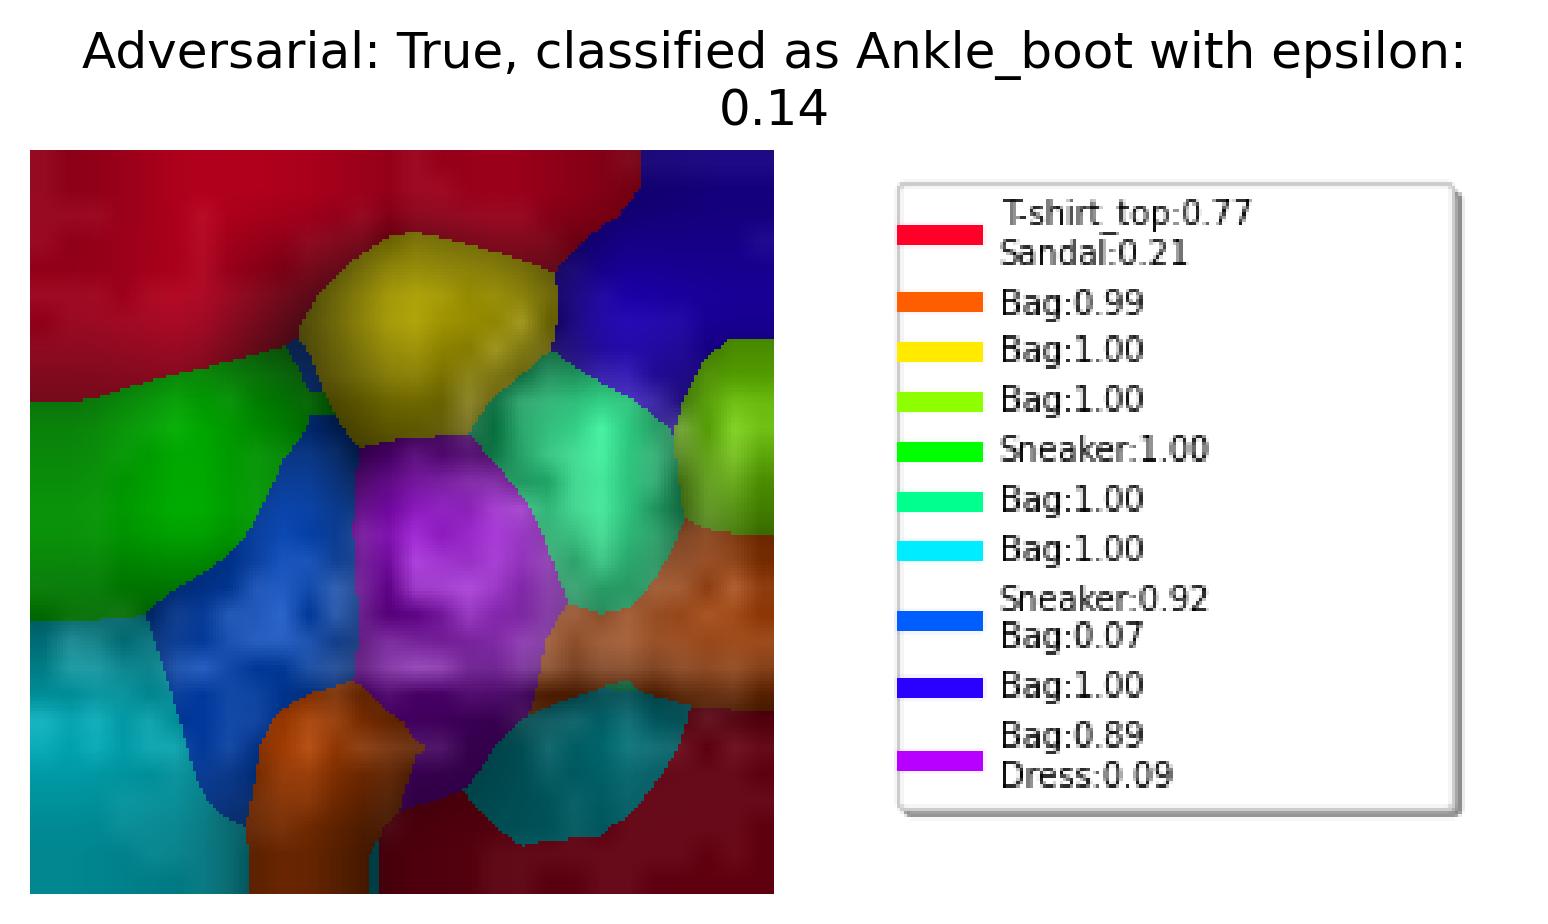 Adversarial: True, classified as Ankle_boot with epsilon:
0.14
T-shirt_top:0.77
Sandal:0.21
Bag:0.99
Bag:1.00
Bag:1.00
Sneaker:1.00
Bag:1.00
Bag:1.00
Sneaker:0.92
Bag:0.07
Bag:1.00
Bag:0.89
Dress:0.09